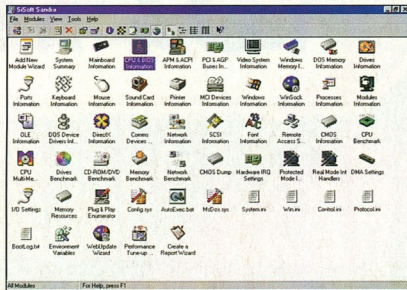 SiSoft Sandra
File Modules View Tools Help
Add New Module Wizard
System Summary
Mainboard Information
CPU & BIOS Information
APM & ACPI Information
PCI & AGP Buses In...
Video System Information
Windows Memory I...
DOS Memory Information
Drives Information
Ports Information
Keyboard Information
Mouse Information
Sound Card Information
Printer Information
MCI Devices Information
Windows Information
WinSock Information
Processes Information
Modules Information
OLE Information
DOS Device Drivers Inf...
DirectX Information
Comms Devices ...
Network Information
SCSI Information
Font Information
Remote Access S...
CMOS Information
CPU Benchmark
CPU Multi-Me...
Drives Benchmark
CD-ROM/DVD Benchmark
Memory Benchmark
Network Benchmark
CMOS Dump
Hardware IRQ Settings
Protected Mode I...
Real Mode Int Handlers
DMA Settings
I/O Settings
Memory Resources
Plug & Play Enumerator
Config.sys
AutoExec.bat
MsDos.sys
System.ini
Win.ini
Control.ini
Protocol.ini
BootLog.txt
Environment Variables
WebUpdate Wizard
Performance Tune-up ...
Create a Report Wizard
All Modules
For Help, press F1